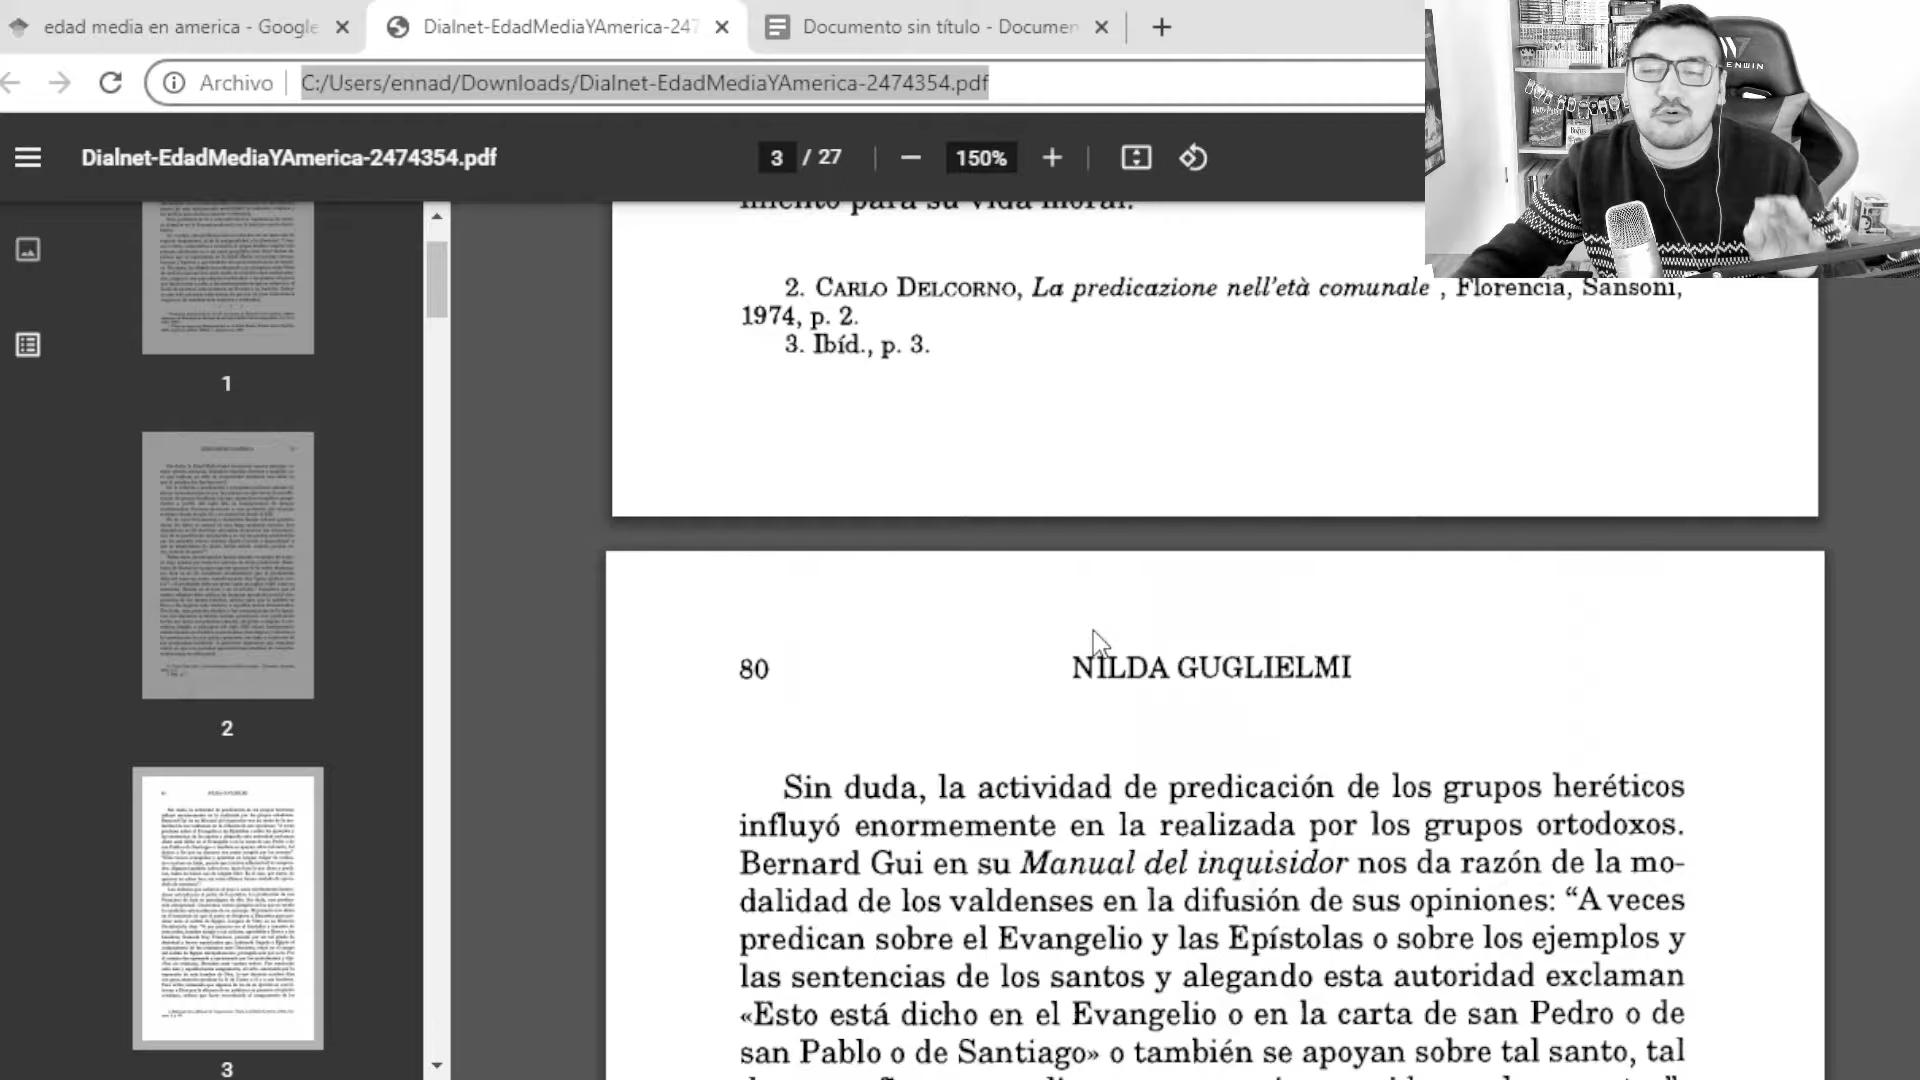 edad media en america - Google
Dialnet-EdadMediaYAmerica-247
Documento sin título - Documen
Archivo
C:/Users/ennad/Downloads/Dialnet-EdadMediaYAmerica-2474354.pdf
Dialnet-EdadMediaYAmerica-2474354.pdf
3 / 27
150%
ENWIN
1
2
3
miento para su vida moral.
2. CARLO DELCORNO, La predicazione nell'età comunale , Florencia, Sansoni,
1974, p. 2.
3. Ibíd., p. 3.
80
NILDA GUGLIELMI
Sin duda, la actividad de predicación de los grupos heréticos
influyó enormemente en la realizada por los grupos ortodoxos.
Bernard Gui en su Manual del inquisidor nos da razón de la mo-
dalidad de los valdenses en la difusión de sus opiniones: “A veces
predican sobre el Evangelio y las Epístolas o sobre los ejemplos y
las sentencias de los santos y alegando esta autoridad exclaman
«Esto está dicho en el Evangelio o en la carta de san Pedro o de
san Pablo o de Santiago» o también se apoyan sobre tal santo, tal